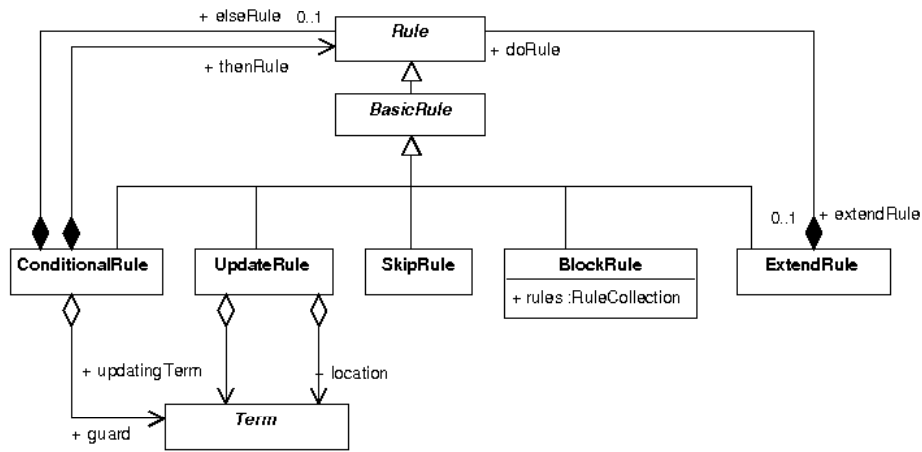 + elseRule
0..1
Rule
+ doRule
+ thenRule
BasicRule
0..1
+ extendRule
ConditionalRule
UpdateRule
SkipRule
BlockRule
ExtendRule
+ rules :RuleCollection
+ updatingTerm
+ location
Term
+ guard